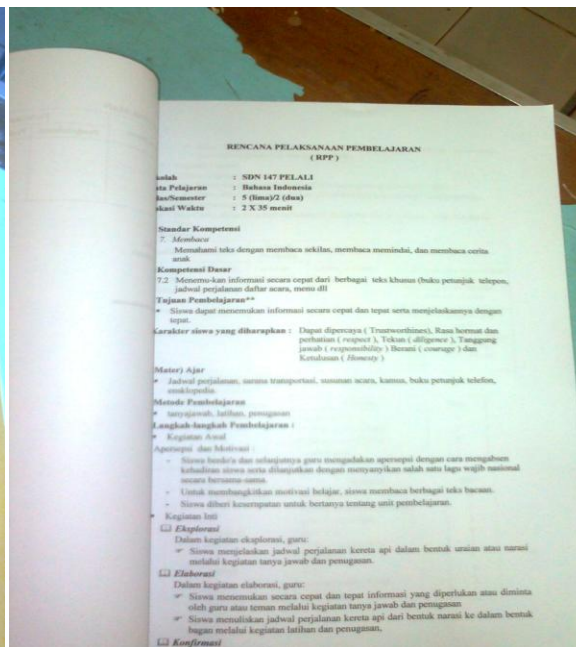 RENCANA PELAKSANAAN PEMBELAJARAN
( RPP )
: SDN 147 PELALI
Pelajaran : Bahasa Indonesia
: 5 (lima)/2 (dua)
Waktu : 2 X 35 menit
Standar Kompetensi
7. Membaca
Memahami teks dengan membaca sekilas, membaca memindai, dan membaca cerita
anak
Kompetensi Dasar
7.2 Menemu-kan informasi secara cepat dari berbagai teks khusus (buku petunjuk telepon,
jadwal perjalanan daftar acara, menu dll
Tujuan Pembelajaran**
Siswa dapat menemukan informasi secara cepat dan tepat serta menjelaskannya dengan
tepat.
Karakter siswa yang diharapkan : Dapat dipercaya ( Trustworthines), Rasa hormat dan
perhatian ( respect ), Tekun ( diligence ), Tanggung
jawab ( responsibility ) Berani ( courage ) dan
Ketulusan ( Honesty )
Ajar
Jadwal perjalanan, sarana transportasi, susunan acara, kamus, buku petunjuk telefon,
ensiklopedia.
Metode Pembelajaran
tanyajawab, latihan, penugasan
Langkah-langkah Pembelajaran :
Kegiatan Awal
Apersepsi dan Motivasi :
- Siswa berdo'a dan selanjutnya guru mengadakan apersepsi dengan cara mengabsen
kehadiran siswa serta dilanjutkan dengan menyanyikan salah satu lagu wajib nasional
secara bersama-sama.
- Untuk membangkitkan motivasi belajar, siswa membaca berbagai teks bacaan.
- Siswa diberi kesempatan untuk bertanya tentang unit pembelajaran.
Kegiatan Inti
Eksplorasi
Dalam kegiatan eksplorasi, guru:
Siswa menjelaskan jadwal perjalanan kereta api dalam bentuk uraian atau narasi
melalui kegiatan tanya jawab dan penugasan.
Elaborasi
Dalam kegiatan elaborasi, guru:
Siswa menemukan secara cepat dan tepat informasi yang diperlukan atau diminta
oleh guru atau teman melalui kegiatan tanya jawab dan penugasan
Siswa menuliskan jadwal perjalanan kereta api dari bentuk narasi ke dalam bentuk
bagan melalui kegiatan latihan dan penugasan,
Konfirmasi